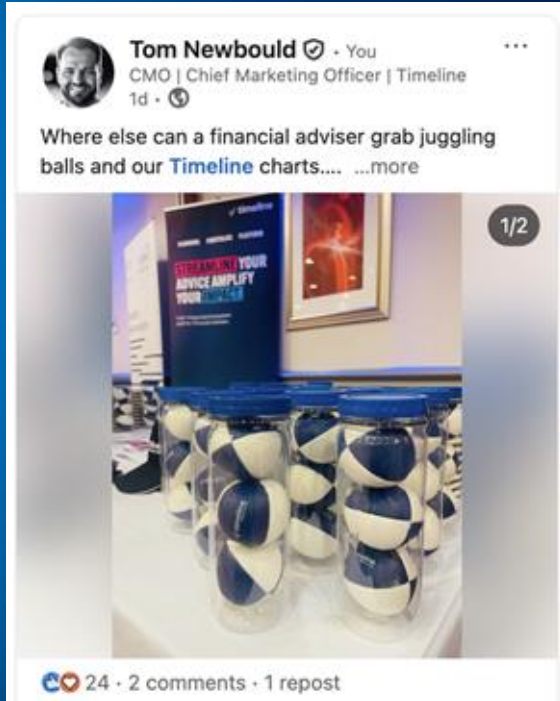 Tom Newbould · You
CMO | Chief Marketing Officer | Timeline
1d ·
Where else can a financial adviser grab juggling
balls and our Timeline charts.... ...more
1/2
timeline
STREAMLINE YOUR
ADVICE AMPLIFY
YOUR IMPACT
24 · 2 comments · 1 repost